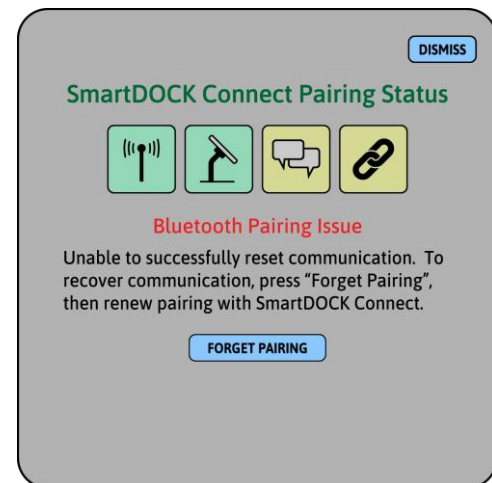 DISMISS
SmartDOCK Connect Pairing Status
Bluetooth Pairing Issue
Unable to successfully reset communication.  To
recover communication, press “Forget Pairing”,
then renew pairing with SmartDOCK Connect.
FORGET PAIRING